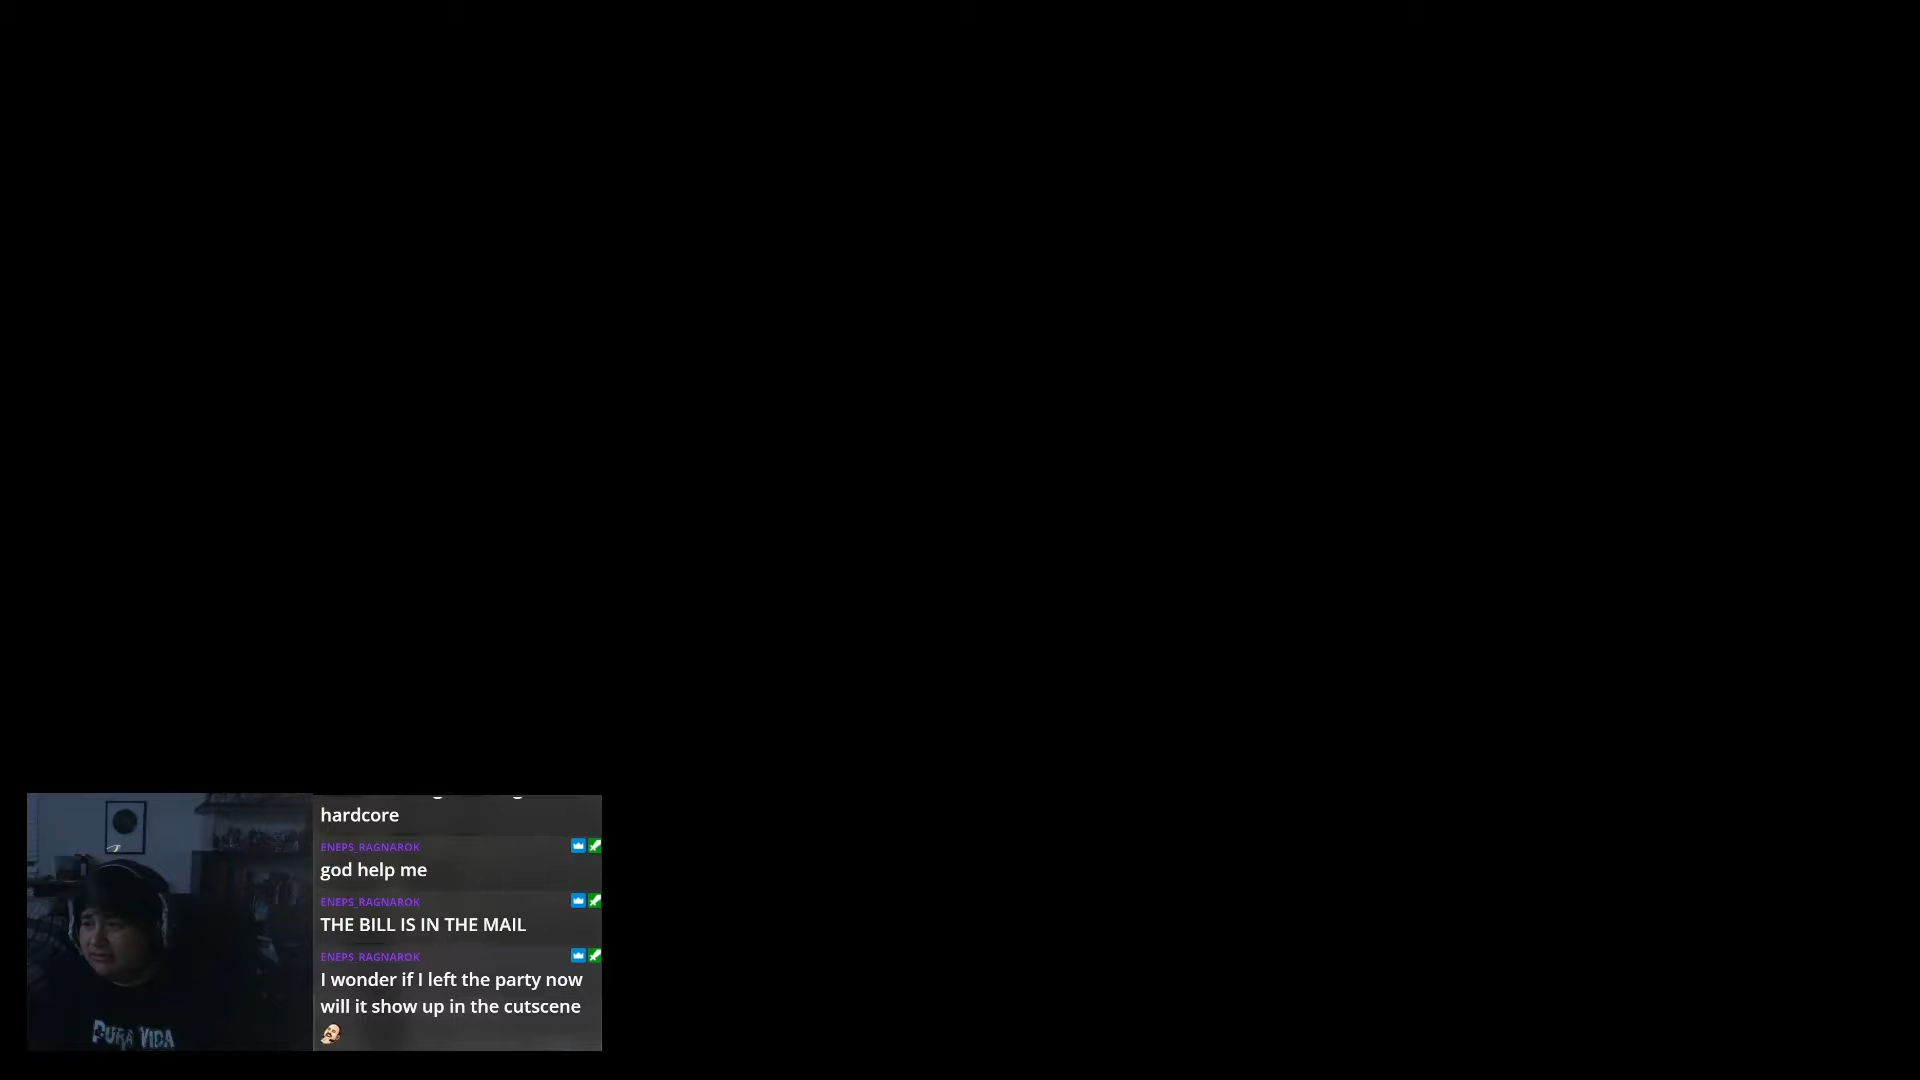 hardcore
ENEPS_RAGNAROK
god help me
ENEPS_RAGNAROK
THE BILL IS IN THE MAIL
ENEPS_RAGNAROK
I wonder if I left the party now
will it show up in the cutscene
PURA VIDA